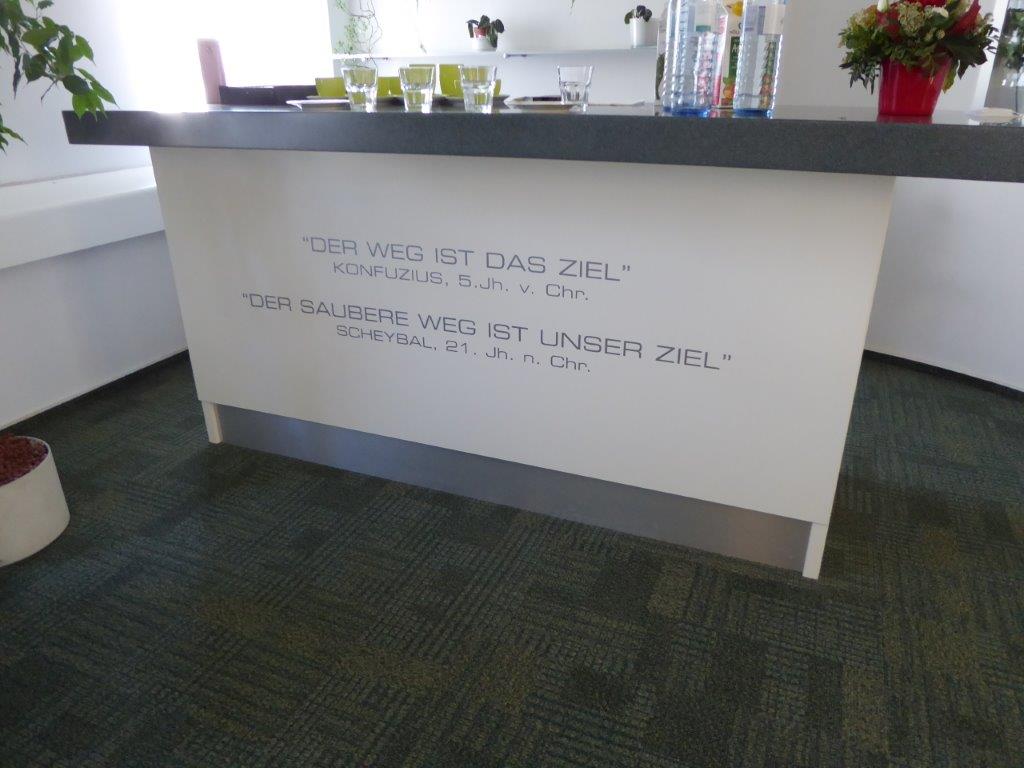 "DER WEG IST DAS ZIEL"
KONFUZIUS, 5.Jh. v. Chr.
"DER SAUBERE WEG IST UNSER ZIEL"
SCHEYBAL, 21. Jh. n. Chr.